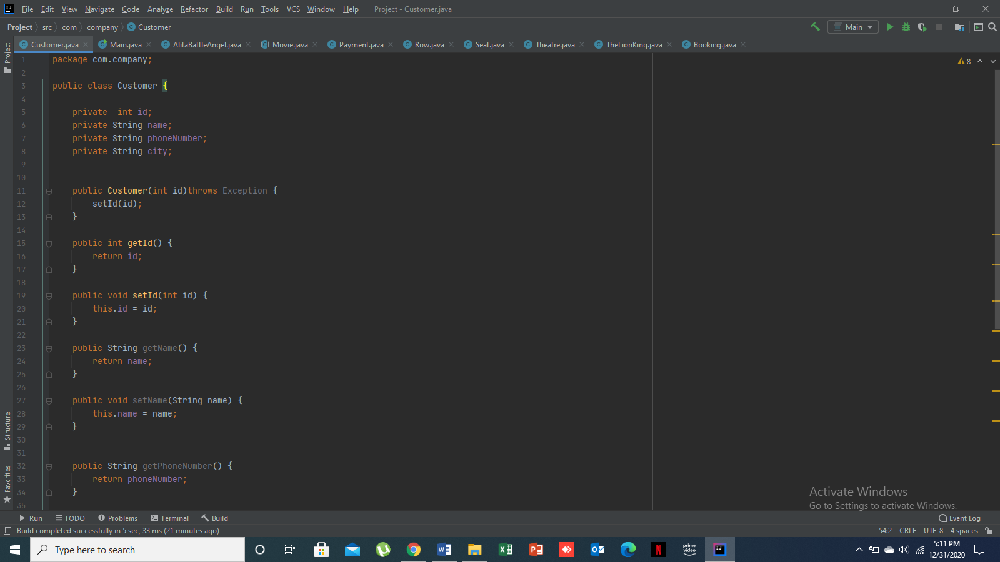 File Edit View Navigate Code Analyze Refactor Build Run Tools VCS Window Help Project - Customer.java
Project src com company Customer
Main
Customer.java Main.java AlitaBattleAngel.java Movie.java Payment.java Row.java Seat.java Theatre.java TheLionKing.java Booking.java
Project
8
1 package com.company;
2
3 public class Customer {
4
5 private  int id;
6 private String name;
7 private String phoneNumber;
8 private String city;
9
10
11 public Customer(int id)throws Exception {
12 setId(id);
13 }
14
15 public int getId() {
16 return id;
17 }
18
19 public void setId(int id) {
20 this.id = id;
21 }
22
23 public String getName() {
24 return name;
25 }
26
27 public void setName(String name) {
28 this.name = name;
29 }
30
31
32 public String getPhoneNumber() {
33 return phoneNumber;
34 }
35
Structure
Favorites
Activate Windows
Go to Settings to activate Windows.
Run TODO Problems Terminal Build Event Log
Build completed successfully in 5 sec, 33 ms (21 minutes ago) 54:2 CRLF UTF-8 4 spaces
Type here to search
prime video
5:11 PM
12/31/2020